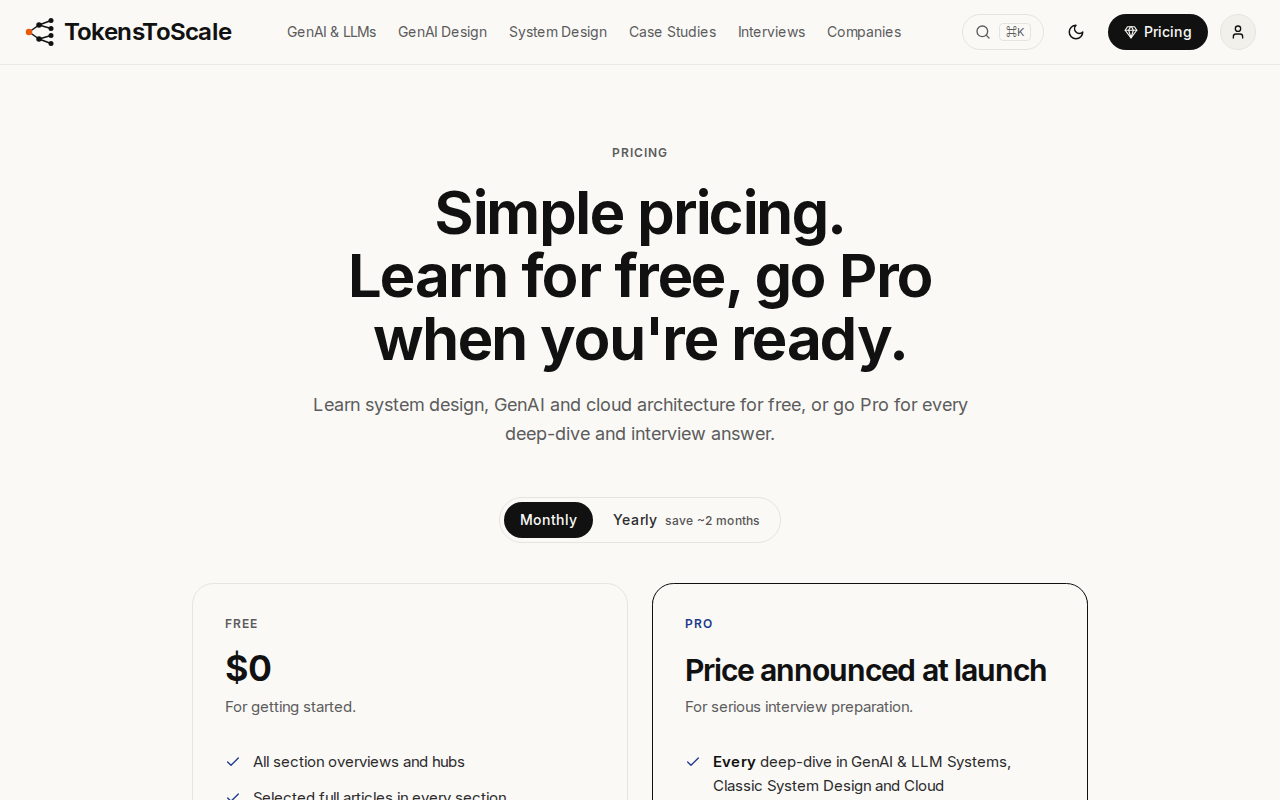 TokensToScale
GenAI & LLMs
GenAI Design
System Design
Case Studies
Interviews
Companies
⌘K
Pricing
PRICING
Simple pricing.
Learn for free, go Pro
when you're ready.
Learn system design, GenAI and cloud architecture for free, or go Pro for every
deep-dive and interview answer.
Monthly
Yearly save ~2 months
FREE
$0
For getting started.
All section overviews and hubs
Selected full articles in every section
PRO
Price announced at launch
For serious interview preparation.
Every deep-dive in GenAI & LLM Systems,
Classic System Design and Cloud